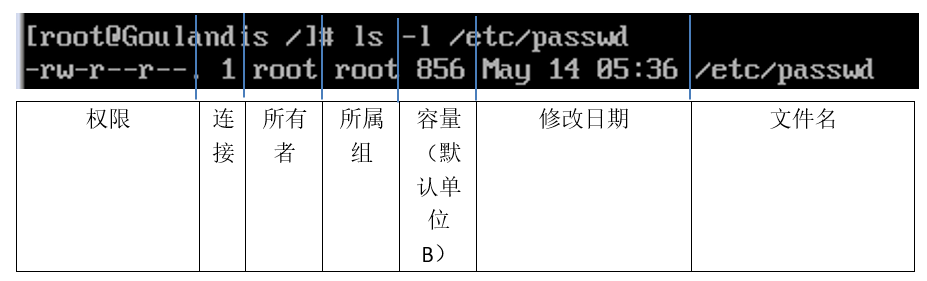 [root@Goulandis /]# ls -l /etc/passwd
-rw-r--r--. 1 root root 856 May 14 05:36 /etc/passwd
权限 连接 所有者 所属组 容量（默认单位B） 修改日期 文件名